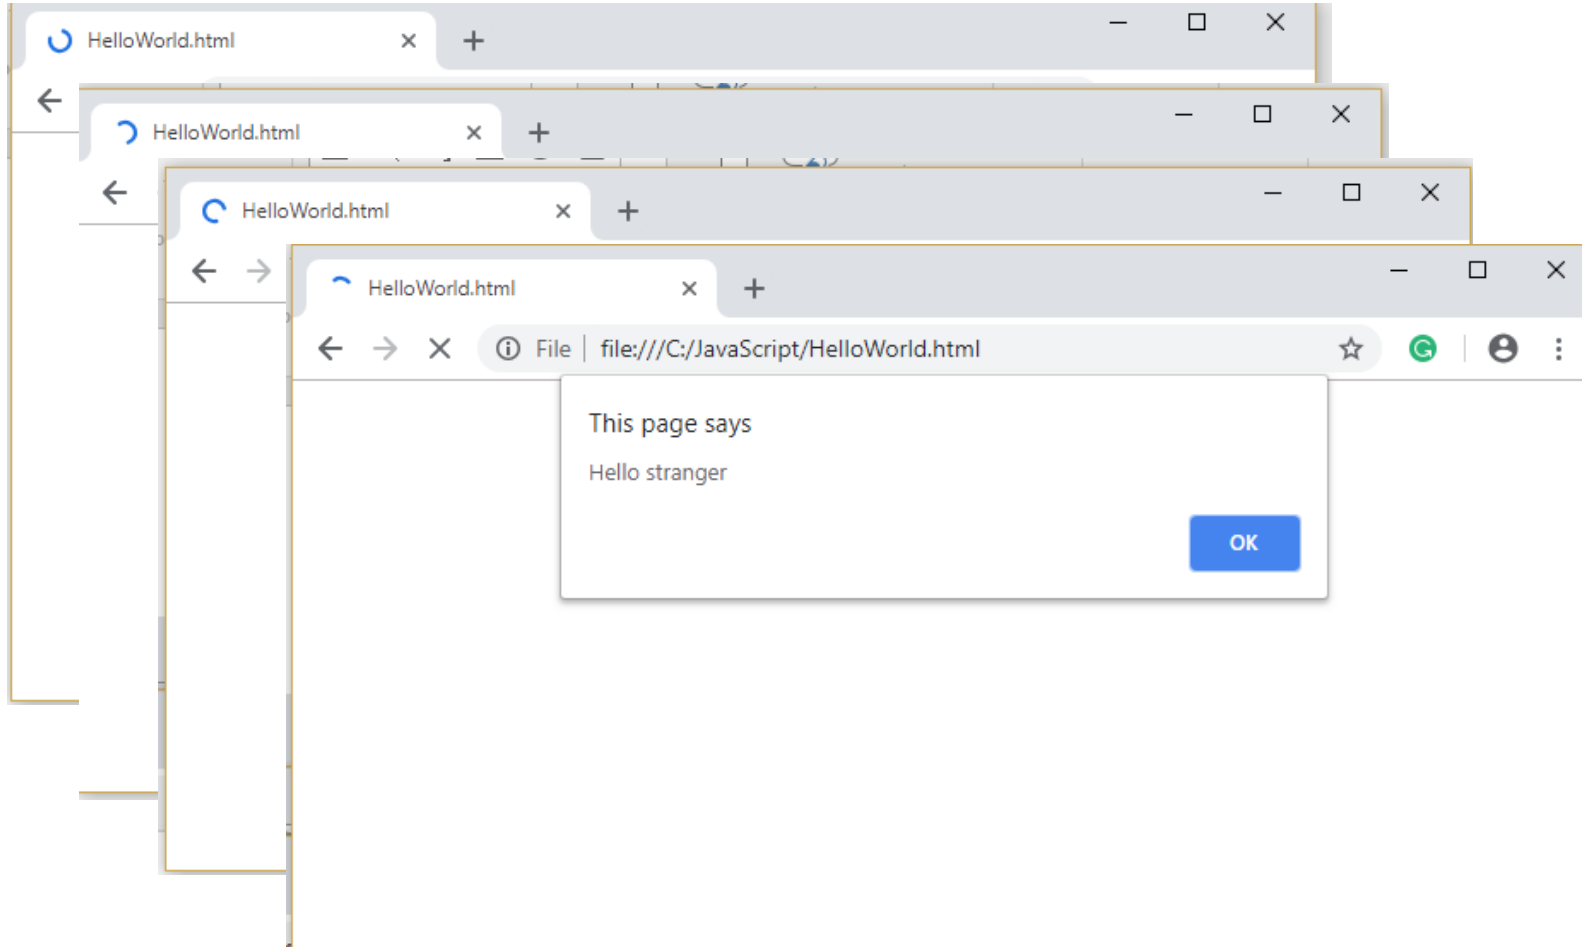 HelloWorld.html
HelloWorld.html
HelloWorld.html
HelloWorld.html
File file:///C:/JavaScript/HelloWorld.html
This page says
Hello stranger
OK